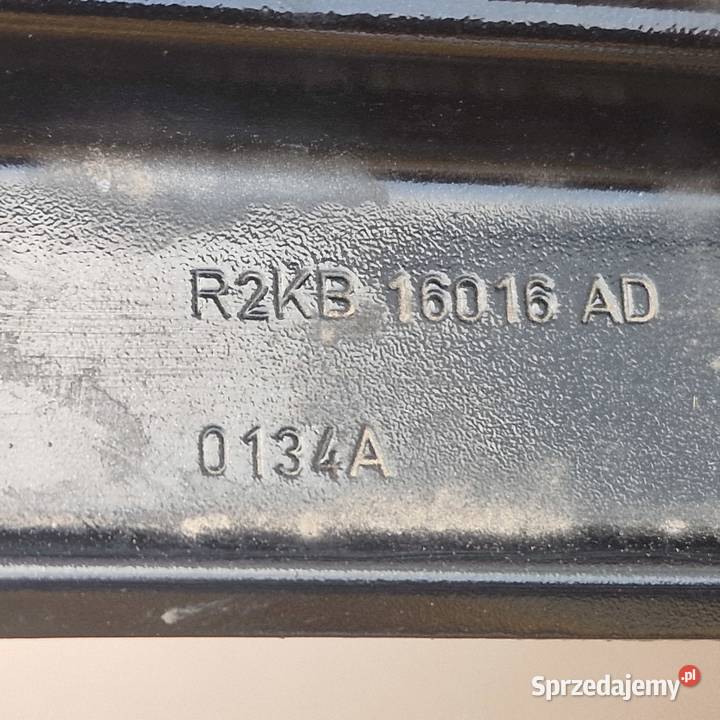 R2KB 16016 AD
0134A
Sprzedajemy.pl